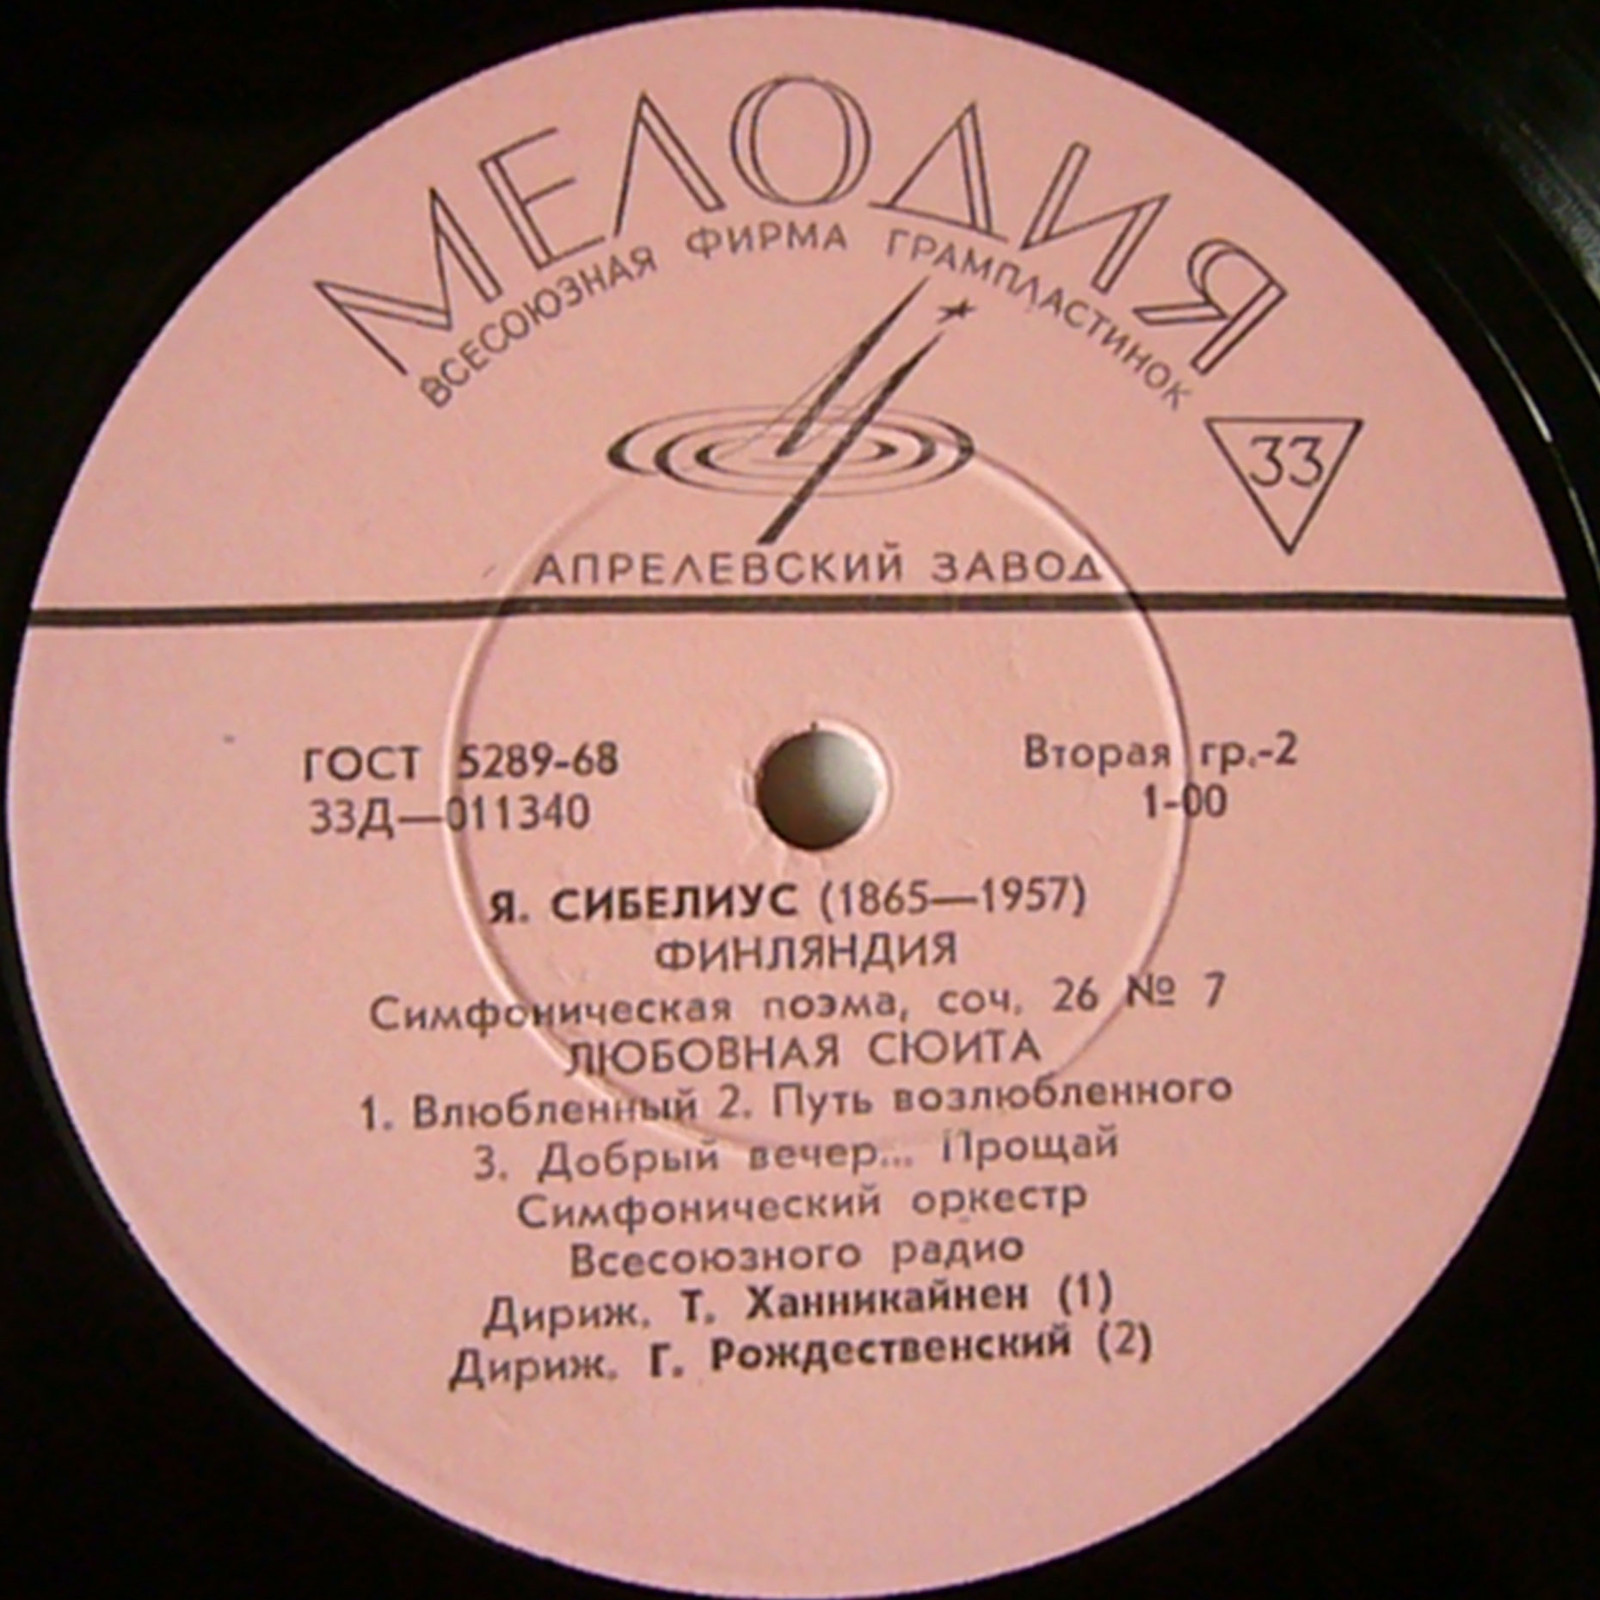 МЕЛОДИЯ
ВСЕСОЮЗНАЯ ФИРМА ГРАМПЛАСТИНОК
33
АПРЕЛЕВСКИЙ ЗАВОД
ГОСТ 5289-68
Вторая гр.-2
33Д—011340
1-00
Я. СИБЕЛИУС (1865—1957)
ФИНЛЯНДИЯ
Симфоническая поэма, соч. 26 № 7
ЛЮБОВНАЯ СЮИТА
1. Влюбленный 2. Путь возлюбленного
3. Добрый вечер... Прощай
Симфонический оркестр
Всесоюзного радио
Дириж. Т. Ханникайнен (1)
Дириж. Г. Рождественский (2)